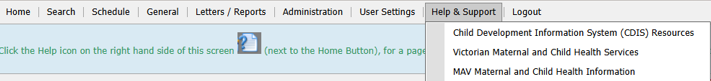 Home | Search | Schedule | General | Letters / Reports | Administration | User Settings | Help & Support | Logout
Child Development Information System (CDIS) Resources
Click the Help icon on the right hand side of this screen (next to the Home Button), for a page
Victorian Maternal and Child Health Services
MAV Maternal and Child Health Information